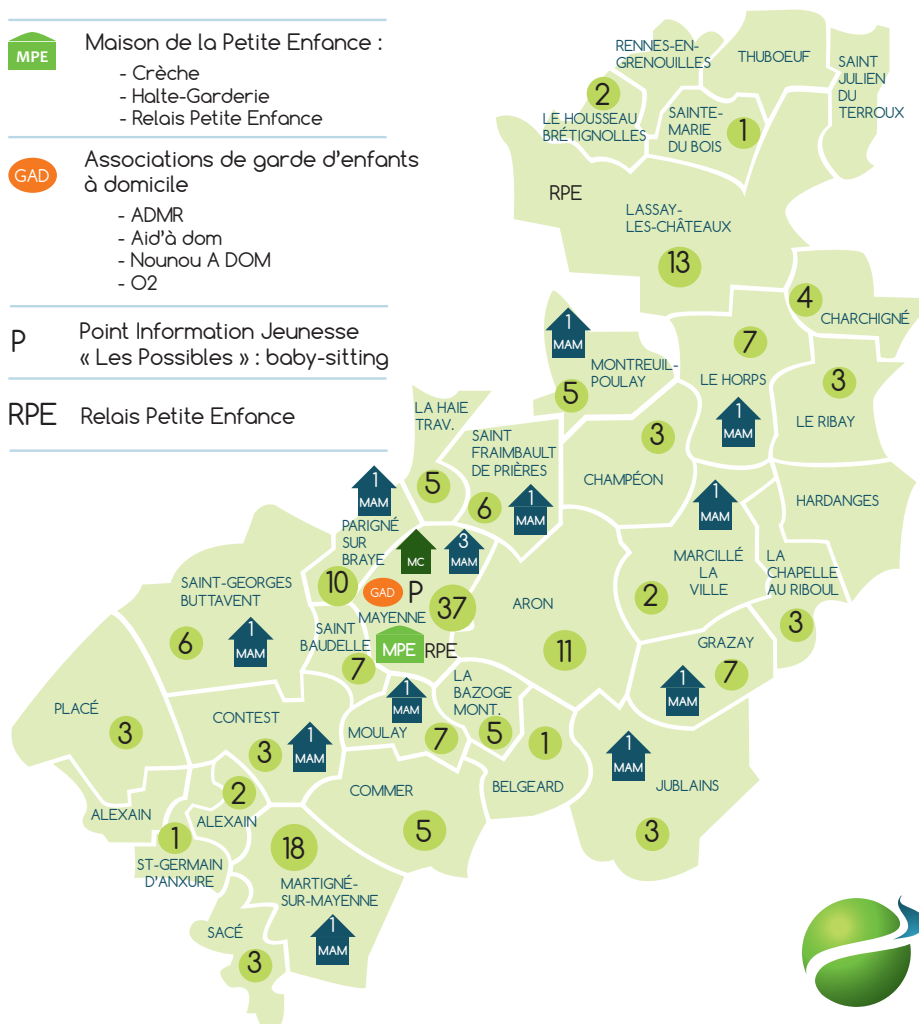 MPE
Maison de la Petite Enfance :
- Crèche
- Halte-Garderie
- Relais Petite Enfance
GAD
Associations de garde d'enfants
à domicile
- ADMR
- Aid'à dom
- Nounou A DOM
- O2
P
Point Information Jeunesse
« Les Possibles » : baby-sitting
RPE
Relais Petite Enfance
RENNES-EN-
GRENOUILLES
THUBOEUF
SAINT
JULIEN
DU
TERROUX
2
LE HOUSSEAU
BRÉTIGNOLLES
SAINTE-
MARIE
DU BOIS
1
RPE
LASSAY-
LES-CHÂTEAUX
13
4
CHARCHIGNÉ
1
MAM
MONTREUIL-
POULAY
5
7
LE HORPS
1
MAM
3
LE RIBAY
LA HAIE
TRAV.
5
SAINT
FRAIMBAULT
DE PRIÈRES
6
1
MAM
3
CHAMPÉON
HARDANGES
1
MAM
PARIGNÉ
SUR
BRAYE
10
MC
3
MAM
GAD
P
37
MAYENNE
MPE
RPE
ARON
11
1
MAM
MARCILLÉ
LA
VILLE
2
LA
CHAPELLE
AU RIBOUL
3
SAINT-GEORGES
BUTTAVENT
6
1
MAM
SAINT
BAUDELLE
7
GRAZAY
7
1
MAM
PLACÉ
3
CONTEST
3
1
MAM
1
MAM
MOULAY
7
LA
BAZOGE
MONT.
5
1
BELGEARD
1
MAM
JUBLAINS
3
ALEXAIN
2
ALEXAIN
1
ST-GERMAIN
D'ANXURE
COMMER
5
18
MARTIGNÉ-
SUR-MAYENNE
1
MAM
SACÉ
3